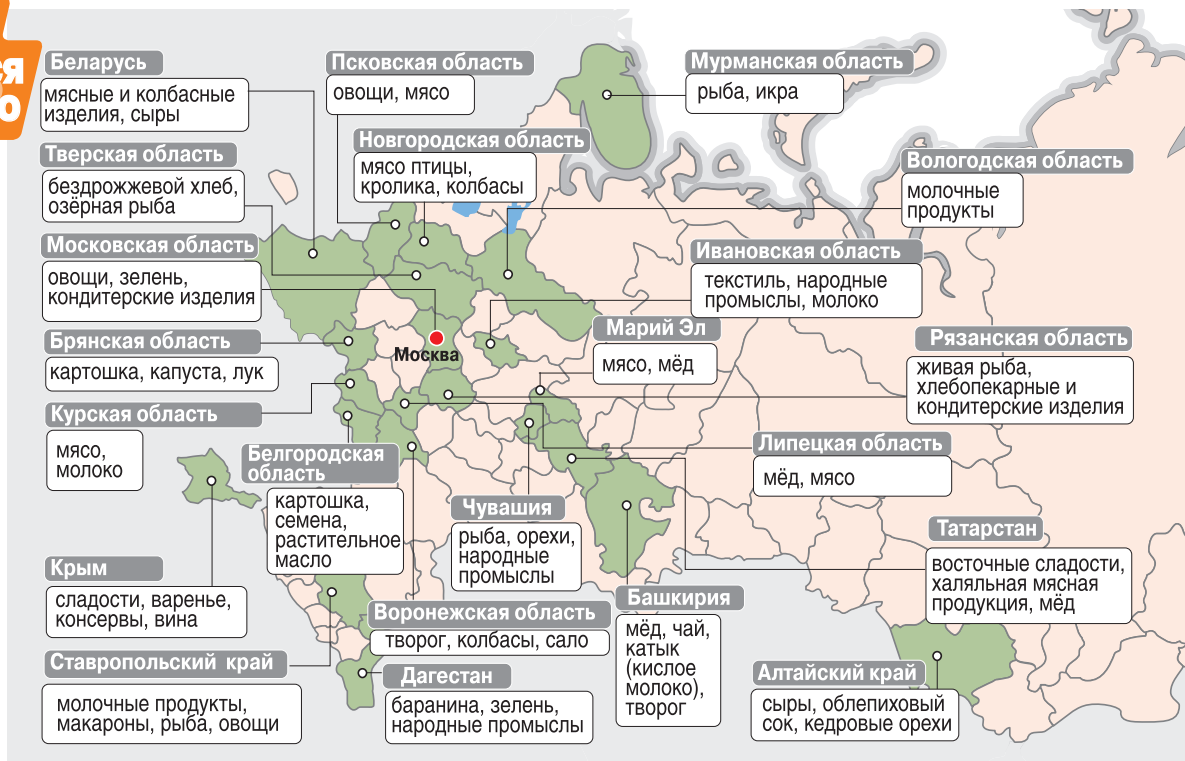 ся
о
Беларусь
мясные и колбасные
изделия, сыры
Тверская область
бездрожжевой хлеб,
озёрная рыба
Московская область
овощи, зелень,
кондитерские изделия
Брянская область
картошка, капуста, лук
Курская область
мясо,
молоко
Белгородская
область
картошка,
семена,
растительное
масло
Крым
сладости, варенье,
консервы, вина
Ставропольский край
молочные продукты,
макароны, рыба, овощи
Псковская область
овощи, мясо
Новгородская область
мясо птицы,
кролика, колбасы
Москва
Чувашия
рыба, орехи,
народные
промыслы
Воронежская область
творог, колбасы, сало
Дагестан
баранина, зелень,
народные промыслы
Мурманская область
рыба, икра
Вологодская область
молочные
продукты
Ивановская область
текстиль, народные
промыслы, молоко
Марий Эл
мясо, мёд
Рязанская область
живая рыба,
хлебопекарные и
кондитерские изделия
Липецкая область
мёд, мясо
Татарстан
восточные сладости,
халяльная мясная
продукция, мёд
Башкирия
мёд, чай,
катык
(кислое
молоко),
творог
Алтайский край
сыры, облепиховый
сок, кедровые орехи